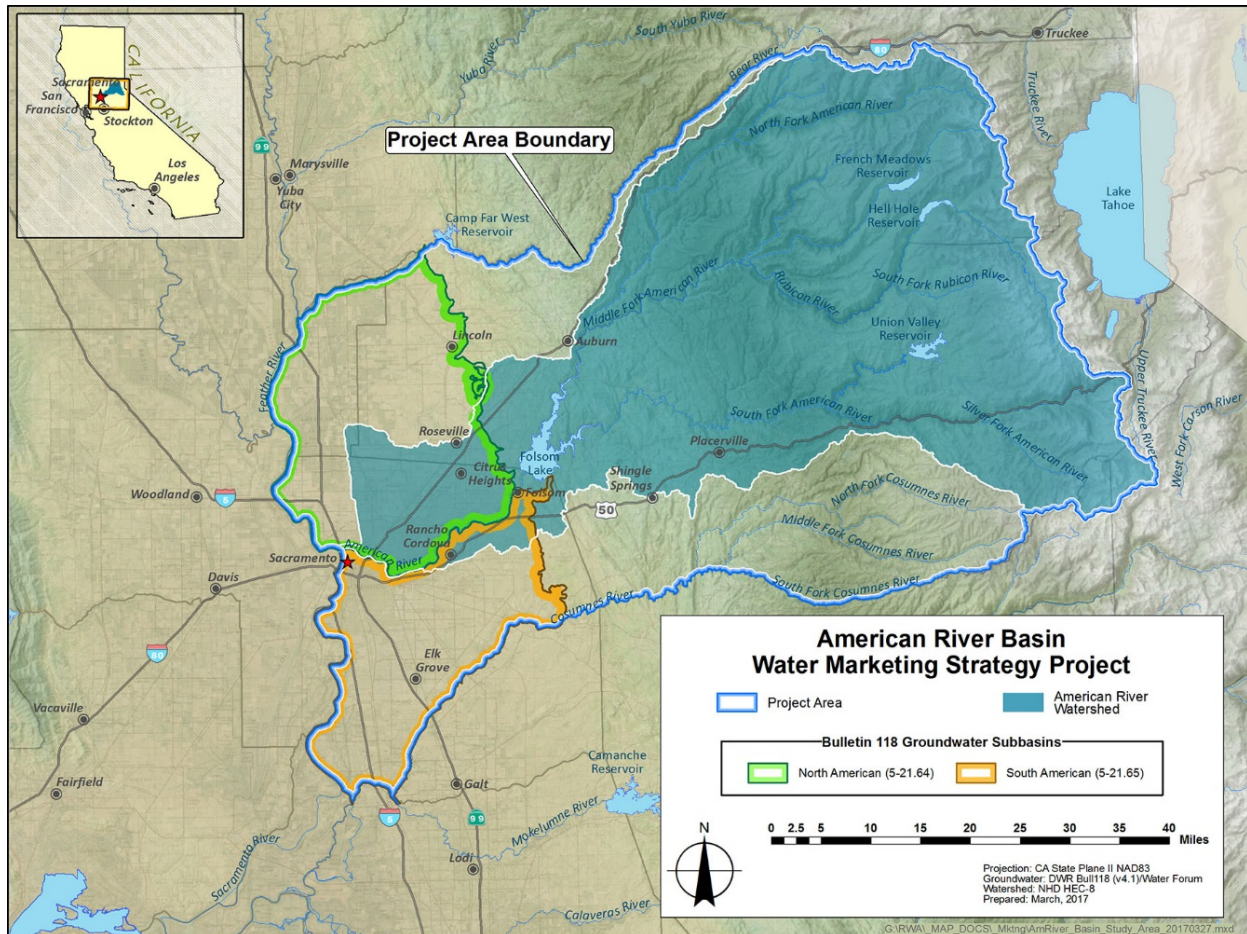 CALIFORNIA
Sacramento
San
Francisco
Stockton
Los
Angeles
Project Area Boundary
South Yuba River
Yuba River
Bear River
80
Truckee
Truckee River
North Fork American River
French Meadows
Reservoir
Hell Hole
Reservoir
Lake
Tahoe
99
Marysville
Yuba
City
Camp Far West
Reservoir
Middle Fork American River
Rubicon River
South Fork Rubicon River
Union Valley
Reservoir
Feather River
Lincoln
Auburn
Upper Truckee River
West Fork Carson River
South Fork American River
Silver Fork American River
Roseville
Placerville
Citrus
Heights
Folsom
Lake
Shingle
Springs
Folsom
Woodland
5
50
North Fork Cosumnes River
Middle Fork Cosumnes River
South Fork Cosumnes River
Rancho
Cordova
American River
Sacramento
Davis
Cosumnes River
80
Elk
Grove
Vacaville
Fairfield
Camanche
Reservoir
Galt
5
99
Mokelumne River
Lodi
Sacramento River
Calaveras River
American River Basin
Water Marketing Strategy Project
Project Area
American River
Watershed
Bulletin 118 Groundwater Subbasins
North American (5-21.64)
South American (5-21.65)
N
0 2.5 5 10 15 20 25 30 35 40
Miles
Projection: CA State Plane II NAD83
Groundwater: DWR Bull118 (v4.1)/Water Forum
Watershed: NHD HEC-8
Prepared: March, 2017
G:\RWA\_MAP_DOCS\_Mktng\AmRiver_Basin_Study_Area_20170327.mxd